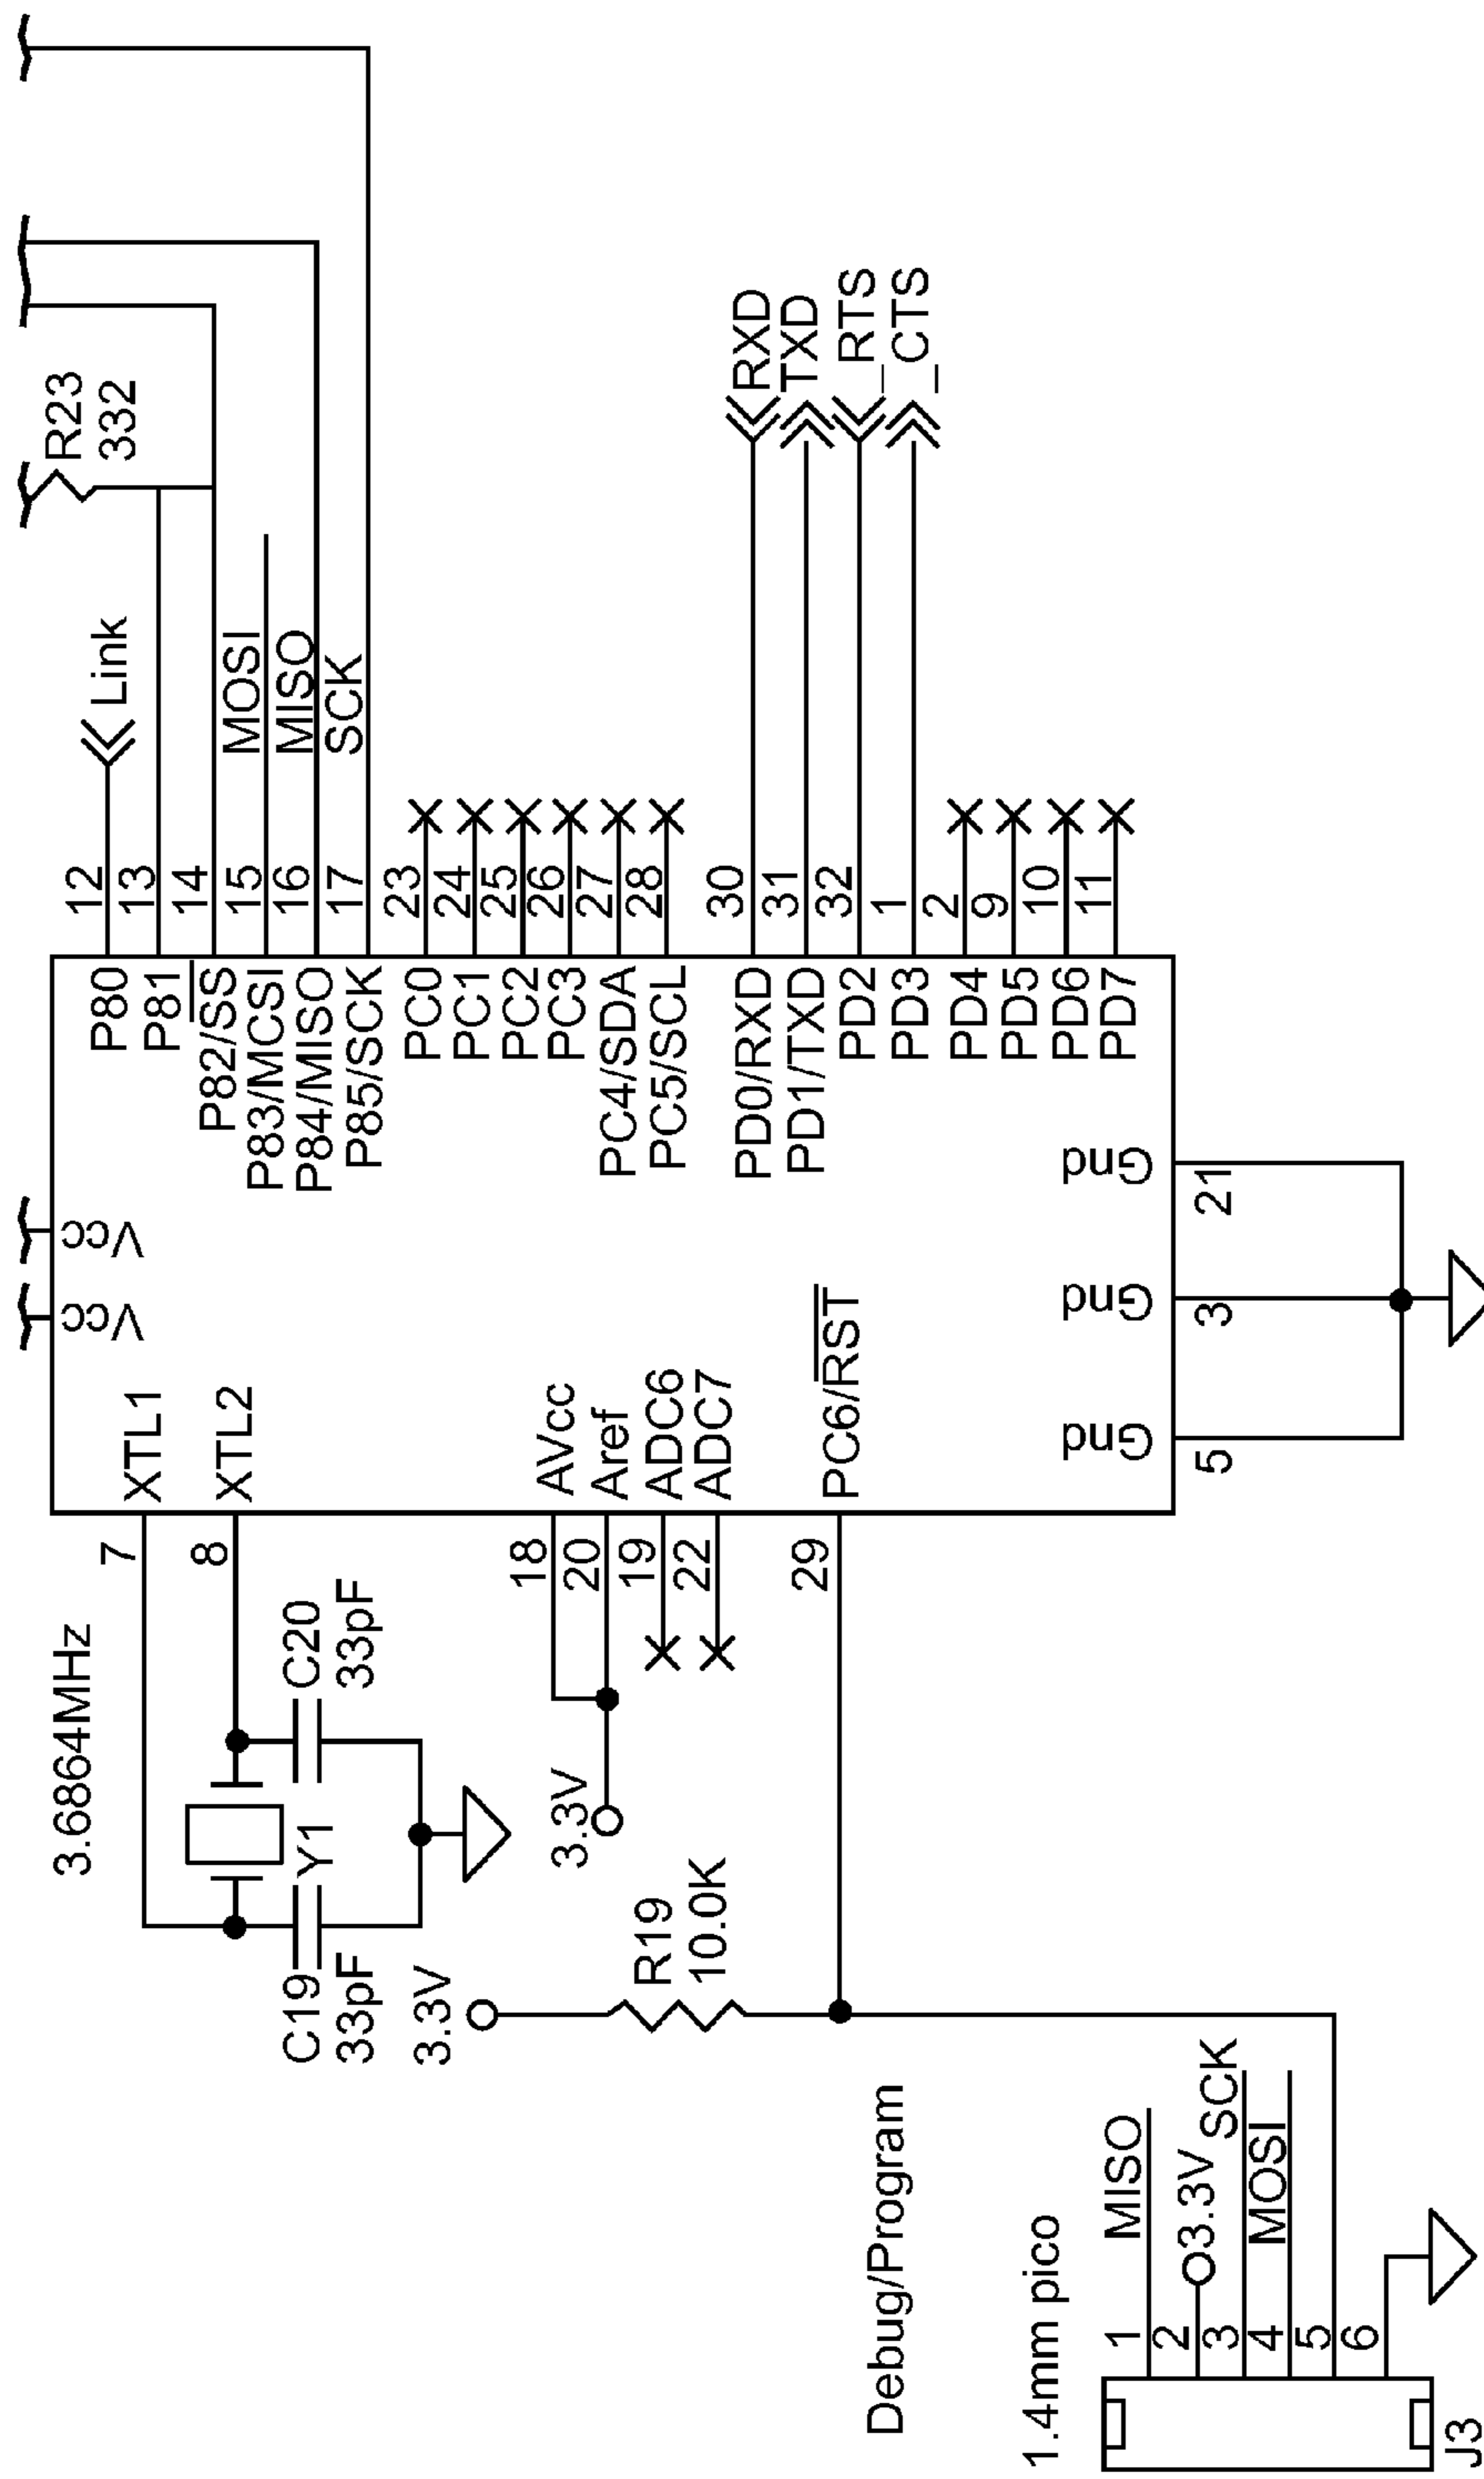 3.6864MHz
Y1
C19
33pF
C20
33pF
7
XTL1
8
XTL2
Vcc
Vcc
18
AVcc
20
Aref
19
ADC6
22
ADC7
3.3V
3.3V
R19
10.0K
29
PC6/RST
Debug/Program
1.4mm pico
J3
1
MISO
2
3.3V
3
SCK
4
MOSI
5
6
P80
12
Link
P81
13
P82/SS
14
R23
332
P83/MCSI
15
MOSI
P84/MISO
16
MISO
P85/SCK
17
SCK
PC0
23
PC1
24
PC2
25
PC3
26
PC4/SDA
27
PC5/SCL
28
PD0/RXD
30
RXD
PD1/TXD
31
TXD
PD2
32
_RTS
PD3
1
_CTS
PD4
2
PD5
9
PD6
10
PD7
11
Gnd
Gnd
Gnd
5
3
21